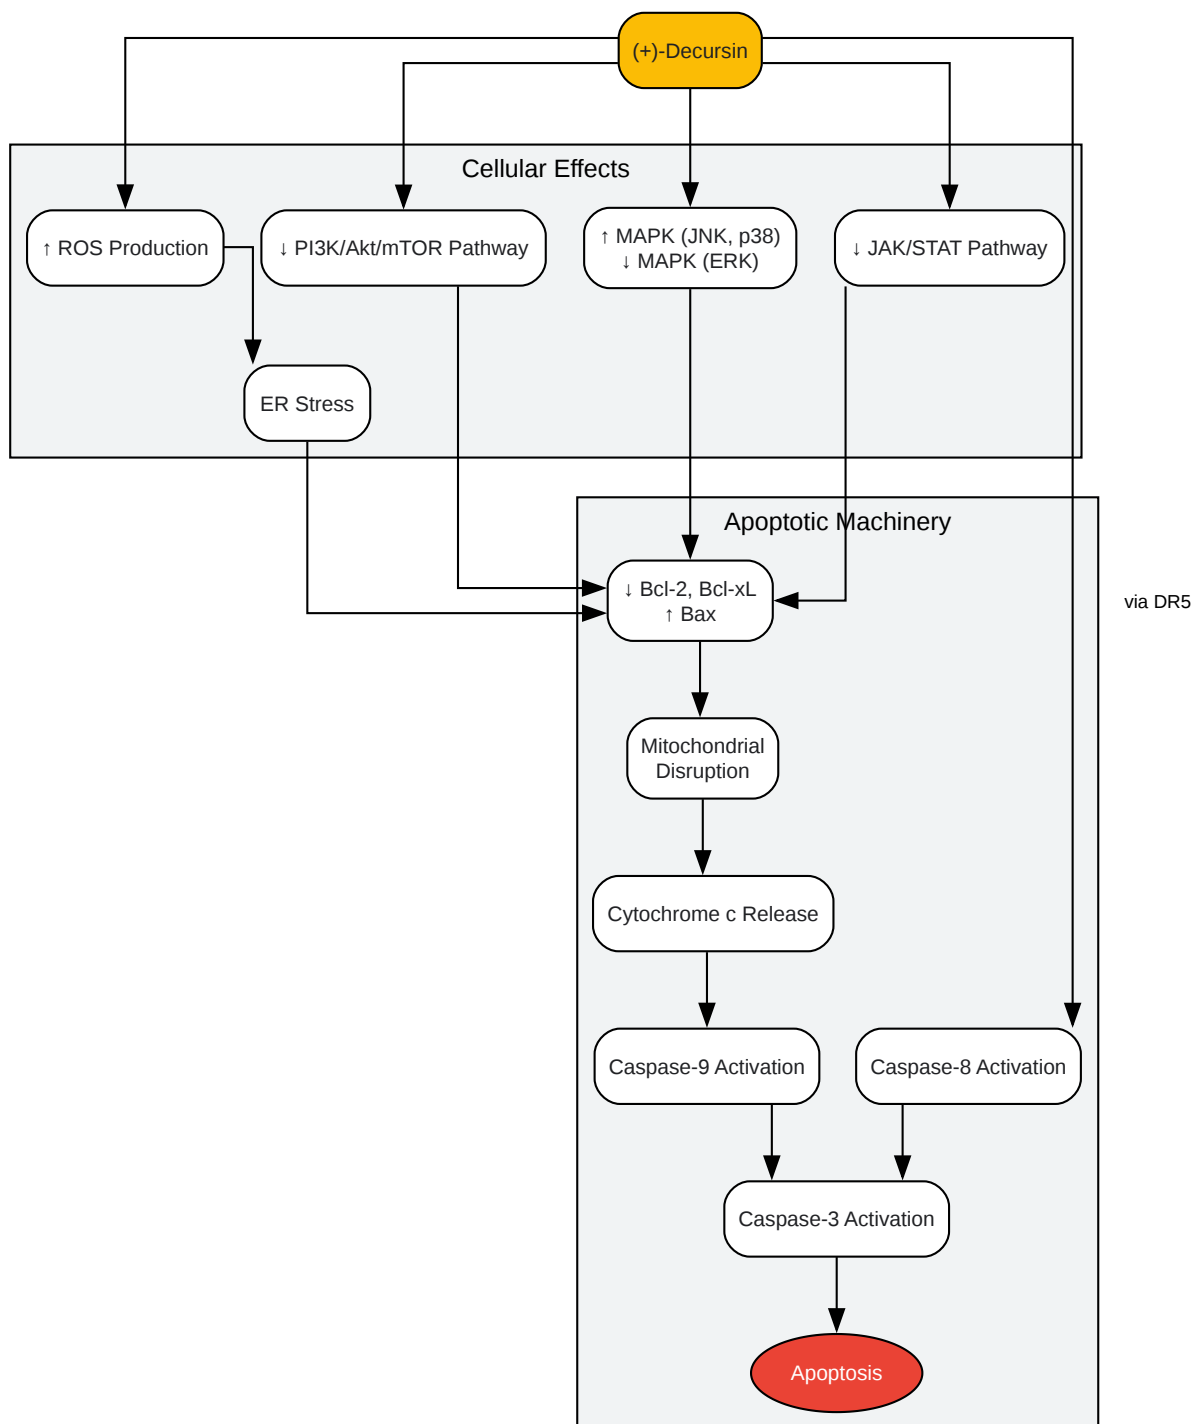 (+)-Decursin
Cellular Effects
↑ ROS Production
↓ PI3K/Akt/mTOR Pathway
↑ MAPK (JNK, p38)
↓ MAPK (ERK)
↓ JAK/STAT Pathway
ER Stress
Apoptotic Machinery
↓ Bcl-2, Bcl-xL
↑ Bax
via DR5
Mitochondrial
Disruption
Cytochrome c Release
Caspase-9 Activation
Caspase-8 Activation
Caspase-3 Activation
Apoptosis